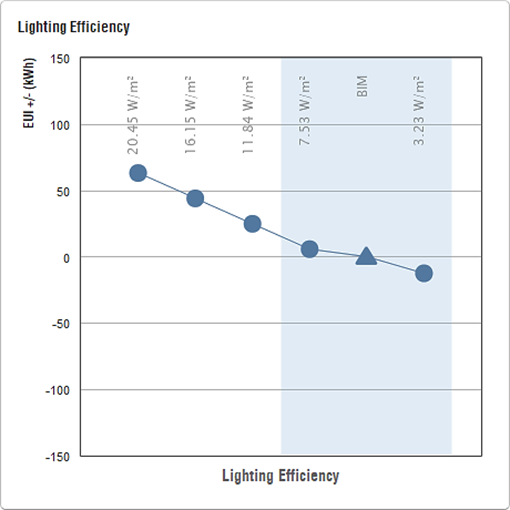 Lighting Efficiency
EUI +/- (kWh)
150
100
50
0
-50
-100
-150
20.45 W/m²
16.15 W/m²
11.84 W/m²
7.53 W/m²
BIM
3.23 W/m²
Lighting Efficiency